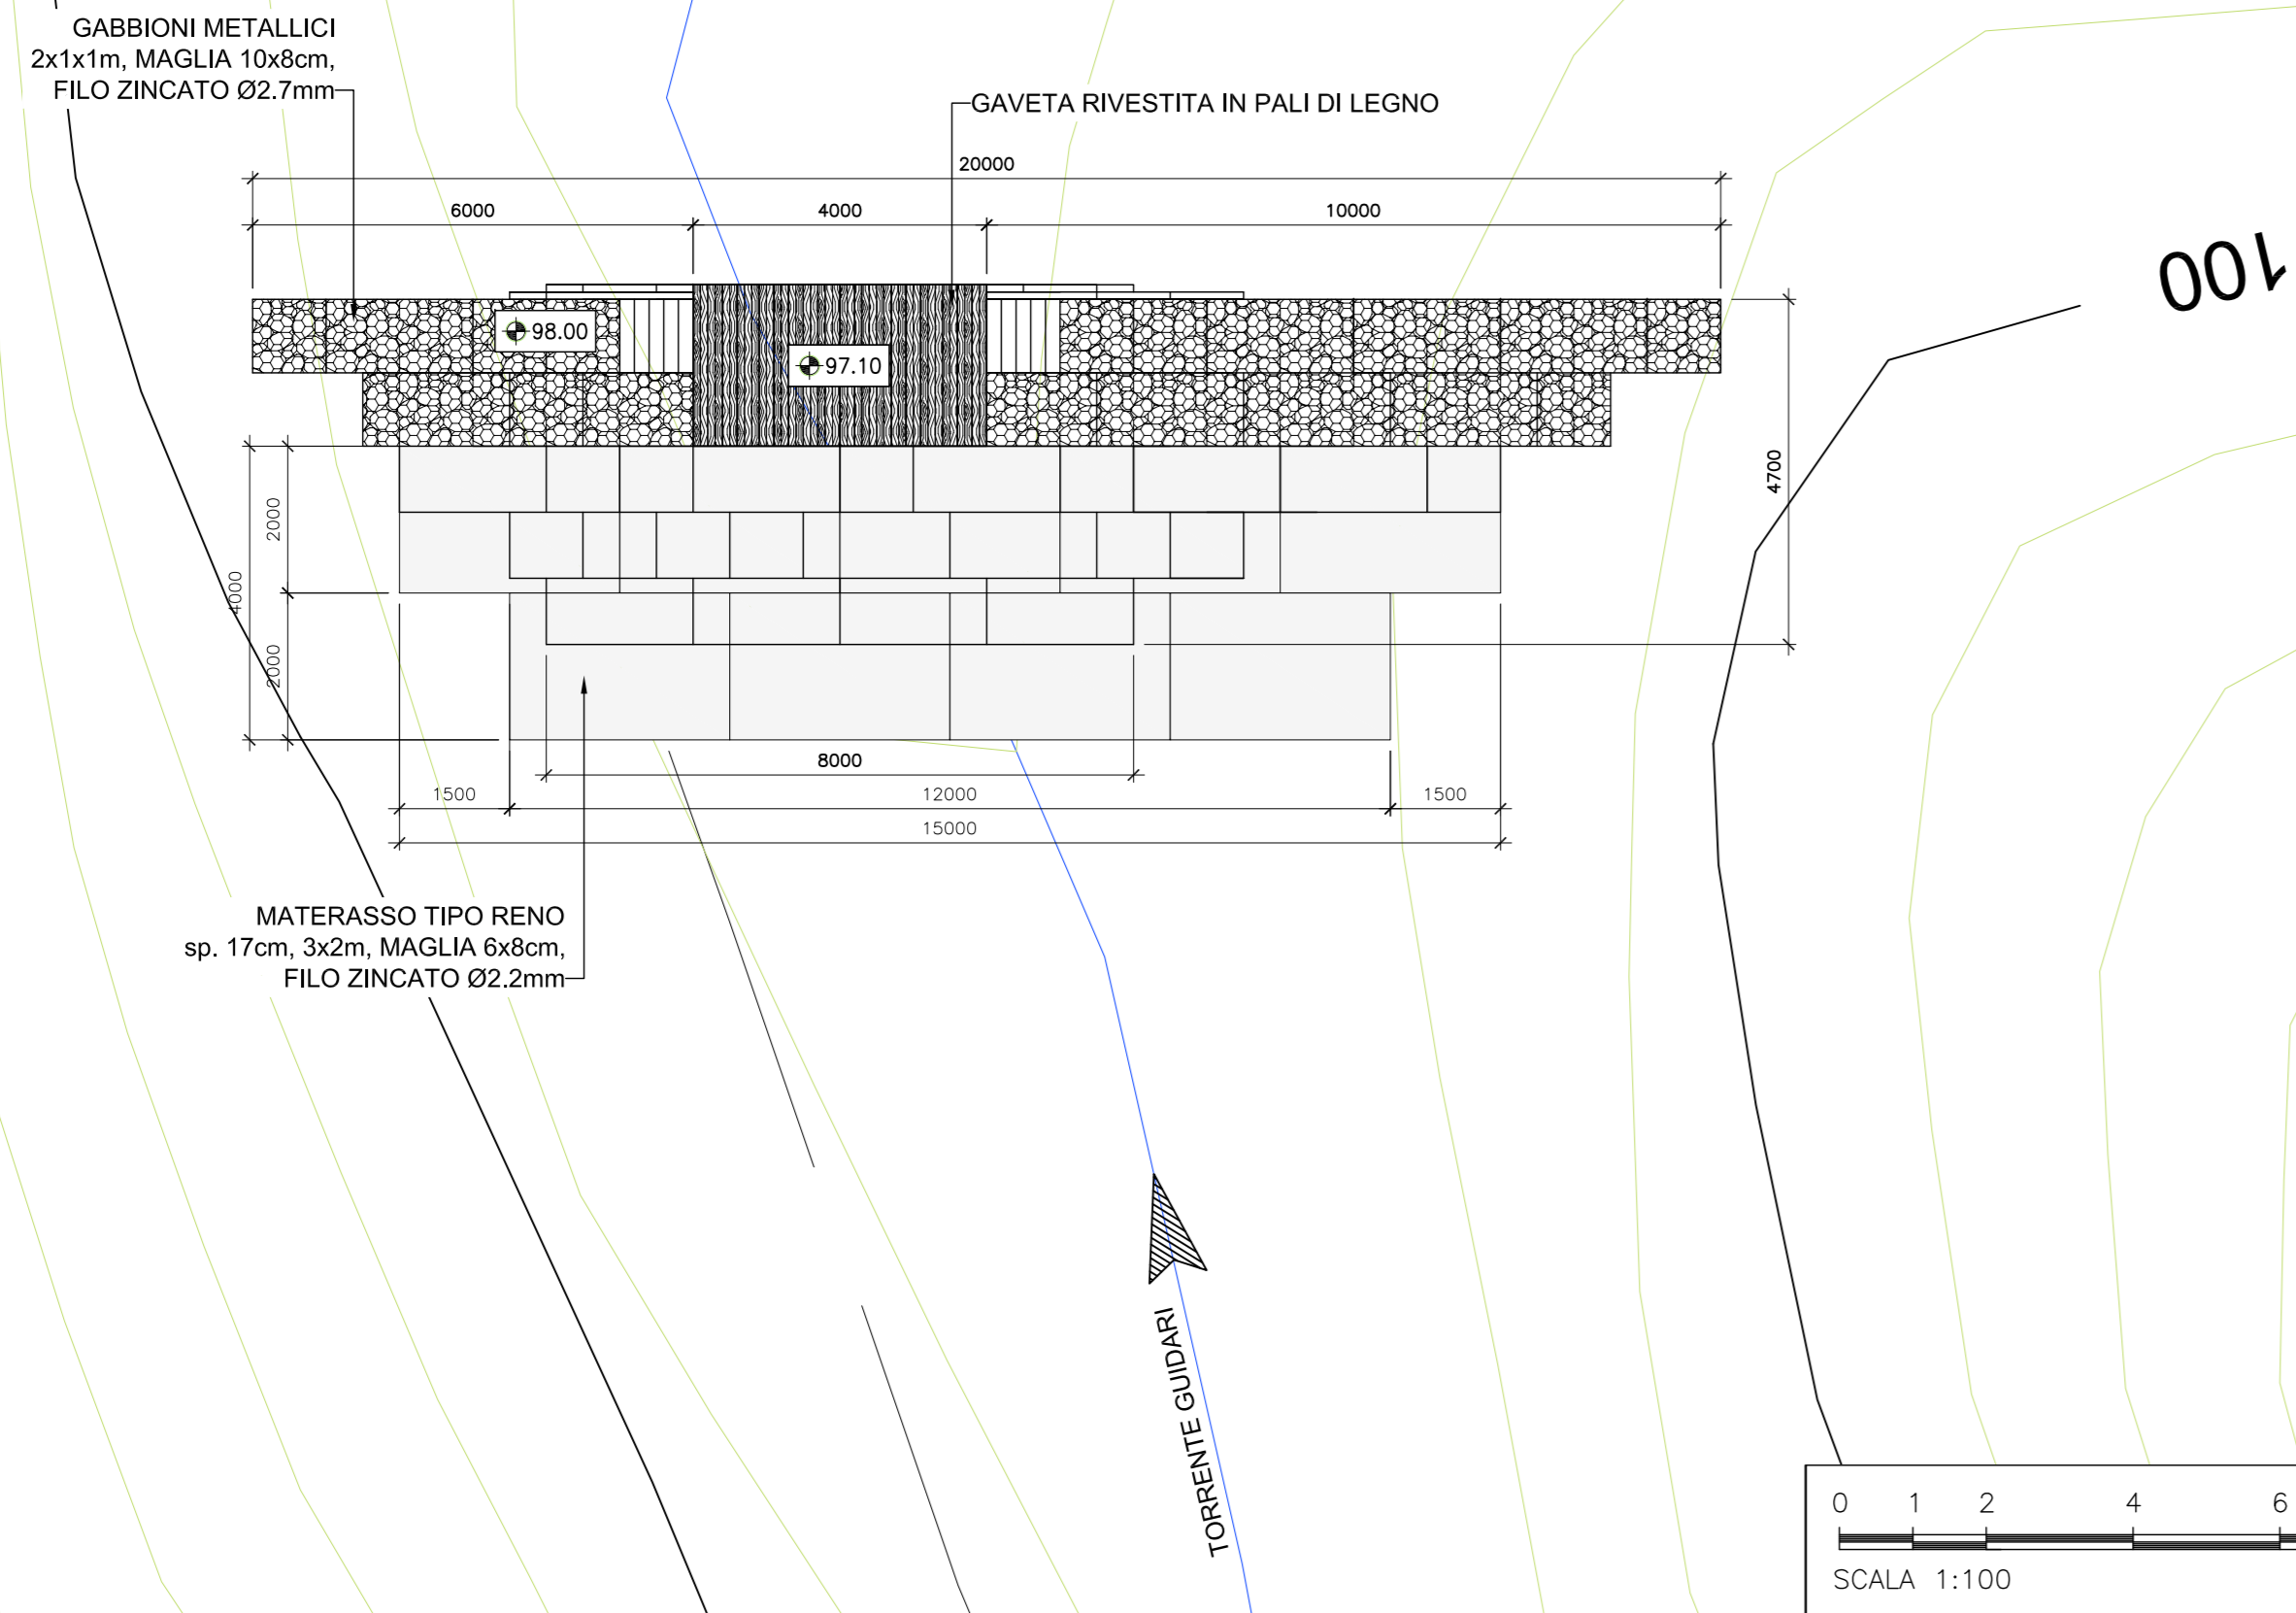 GABBIONI METALLICI
2x1x1m, MAGLIA 10x8cm,
FILO ZINCATO Ø2.7mm
GAVETA RIVESTITA IN PALI DI LEGNO
20000
6000
4000
10000
100
98.00
97.10
4700
2000
4000
2000
8000
1500
12000
1500
15000
MATERASSO TIPO RENO
sp. 17cm, 3x2m, MAGLIA 6x8cm,
FILO ZINCATO Ø2.2mm
TORRENTE GUIDARI
0 1 2 4 6
SCALA 1:100